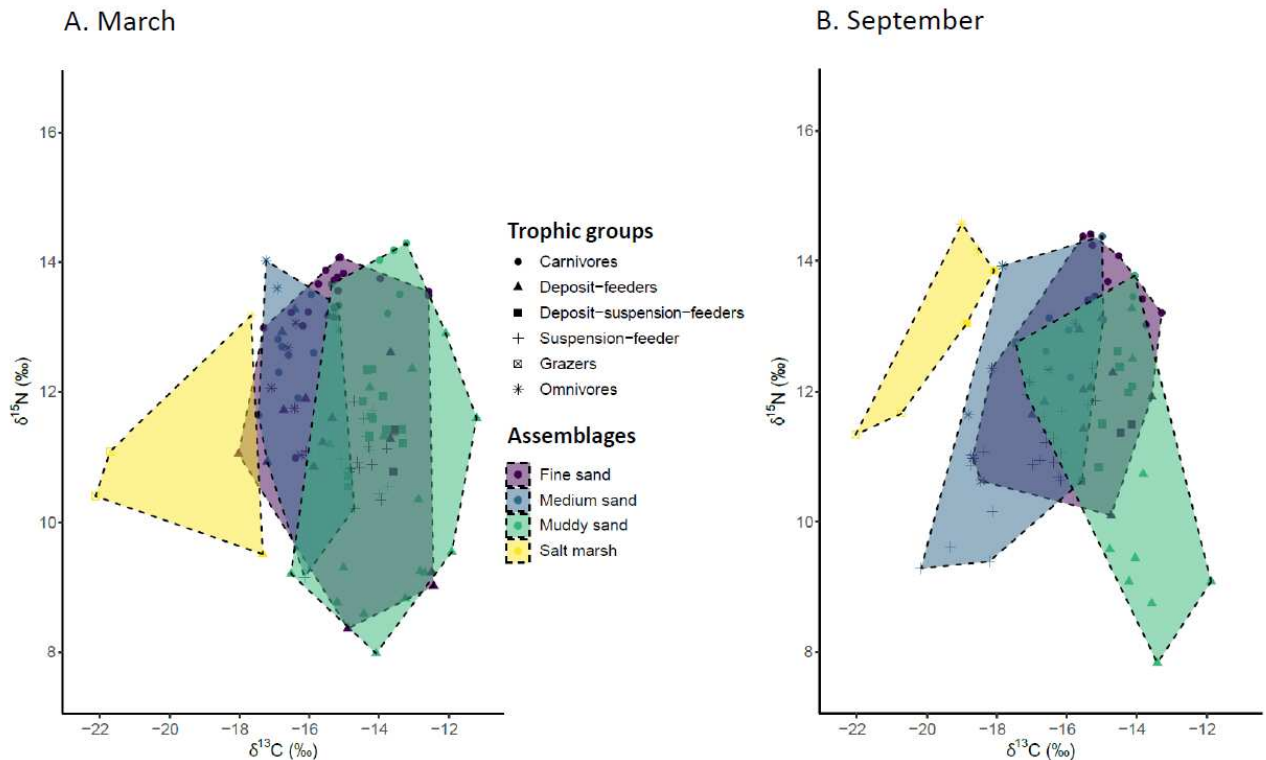 A. March
16
14
12
10
8
δ15N (‰)
−22
−20
−18
−16
−14
−12
δ13C (‰)
Trophic groups
Carnivores
Deposit−feeders
Deposit−suspension−feeders
Suspension−feeder
Grazers
Omnivores
Assemblages
Fine sand
Medium sand
Muddy sand
Salt marsh
B. September
16
14
12
10
8
δ15N (‰)
−22
−20
−18
−16
−14
−12
δ13C (‰)